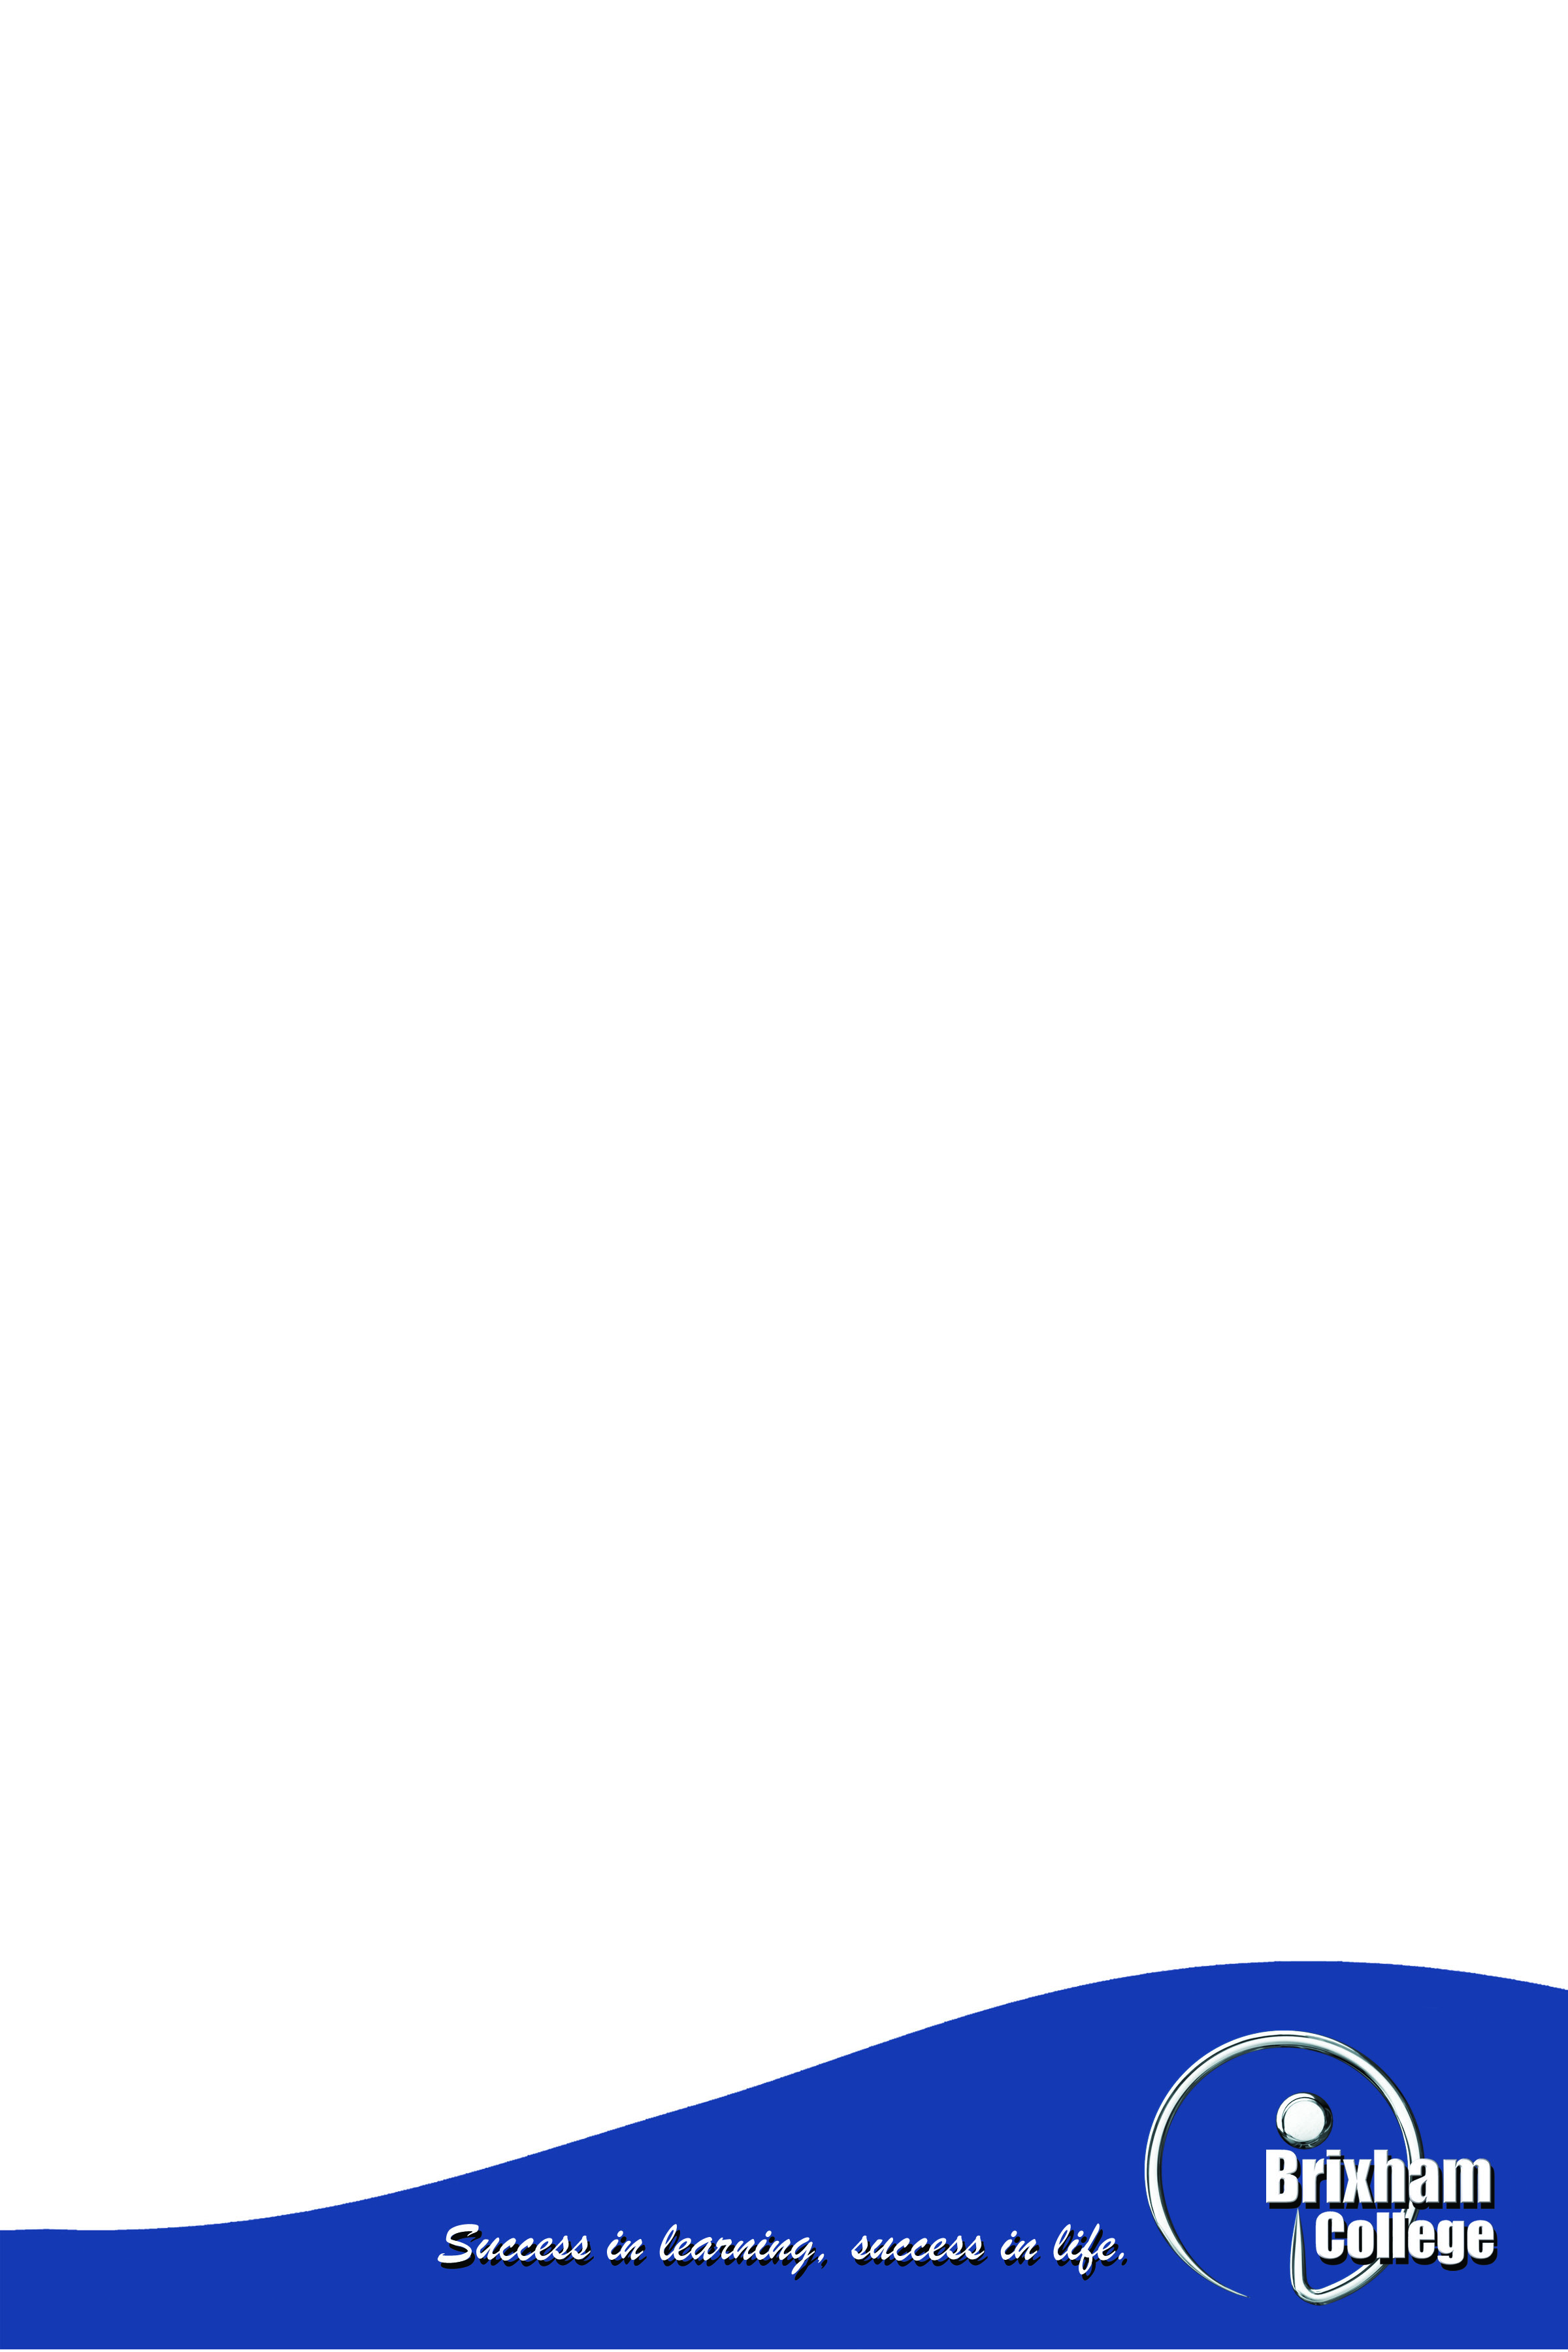 Brixham
College
Success in learning, success in life.